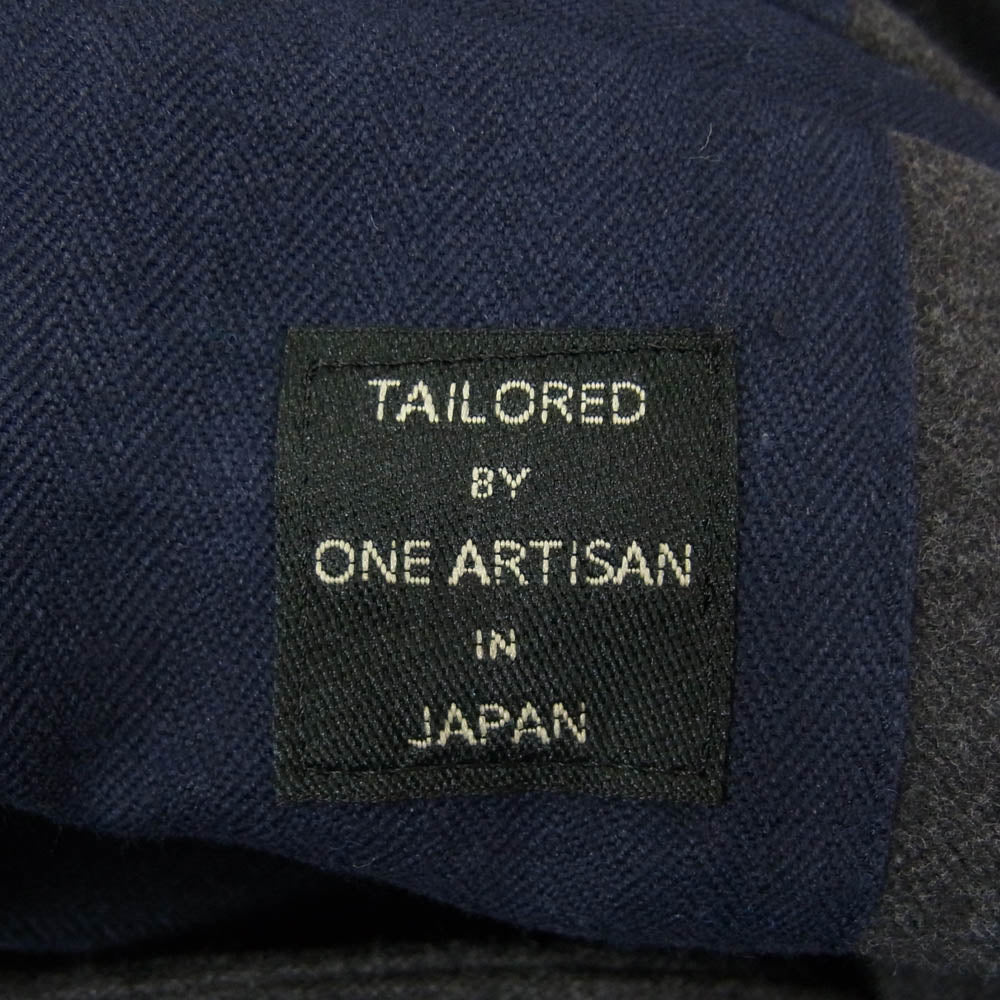 TAILORED
BY
ONE ARTISAN
IN
JAPAN